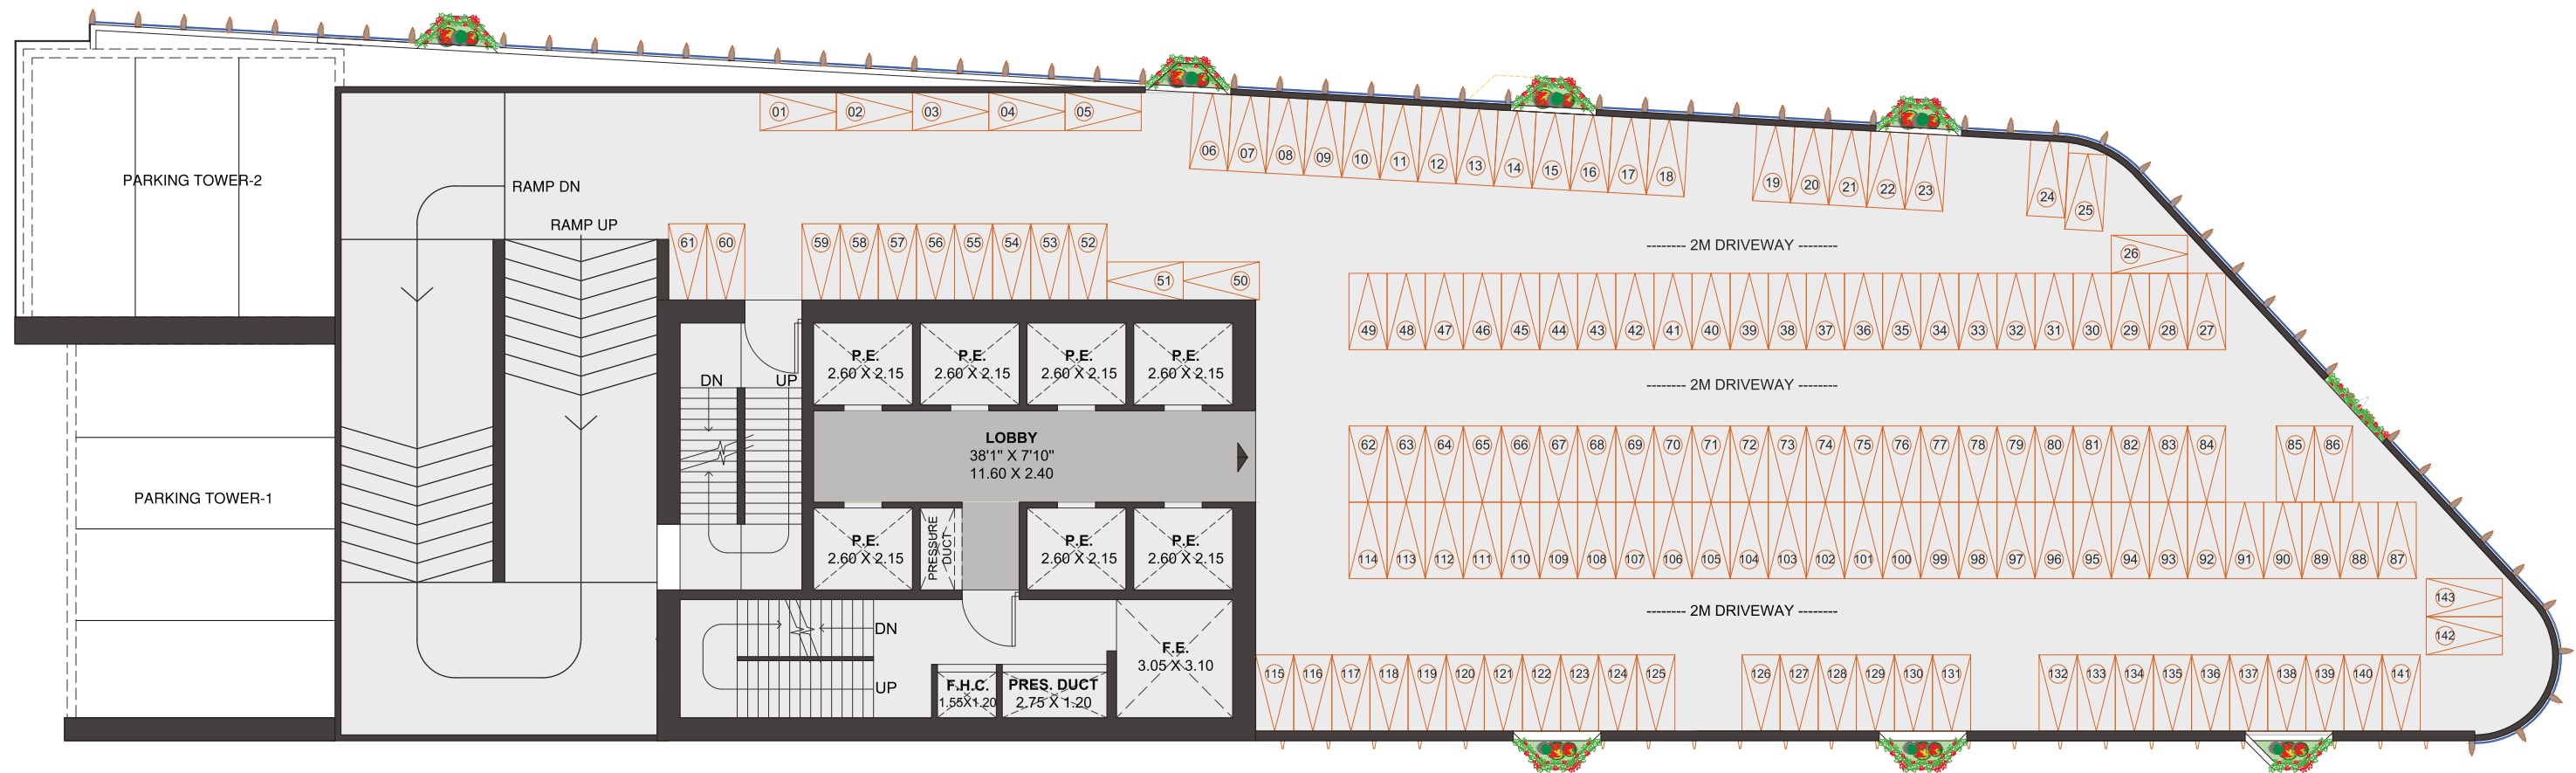 01 02 03 04 05
06 07 08 09 10 11 12 13 14 15 16 17 18
19 20 21 22 23
24 25
PARKING TOWER-2
RAMP DN
RAMP UP
61 60
59 58 57 56 55 54 53 52
51 50
-------- 2M DRIVEWAY --------
26
49 48 47 46 45 44 43 42 41 40 39 38 37 36 35 34 33 32 31 30 29 28 27
P.E.
2.60 X 2.15
P.E.
2.60 X 2.15
P.E.
2.60 X 2.15
P.E.
2.60 X 2.15
DN
UP
-------- 2M DRIVEWAY --------
LOBBY
38'1" X 7'10"
11.60 X 2.40
62 63 64 65 66 67 68 69 70 71 72 73 74 75 76 77 78 79 80 81 82 83 84
85 86
PARKING TOWER-1
P.E.
2.60 X 2.15
PRESSURE
DUCT
P.E.
2.60 X 2.15
P.E.
2.60 X 2.15
114 113 112 111 110 109 108 107 106 105 104 103 102 101 100 99 98 97 96 95 94 93 92 91 90 89 88 87
-------- 2M DRIVEWAY --------
143
142
DN
UP
F.E.
3.05 X 3.10
F.H.C.
1.55X1.20
PRES. DUCT
2.75 X 1.20
115 116 117 118 119 120 121 122 123 124 125
126 127 128 129 130 131
132 133 134 135 136 137 138 139 140 141